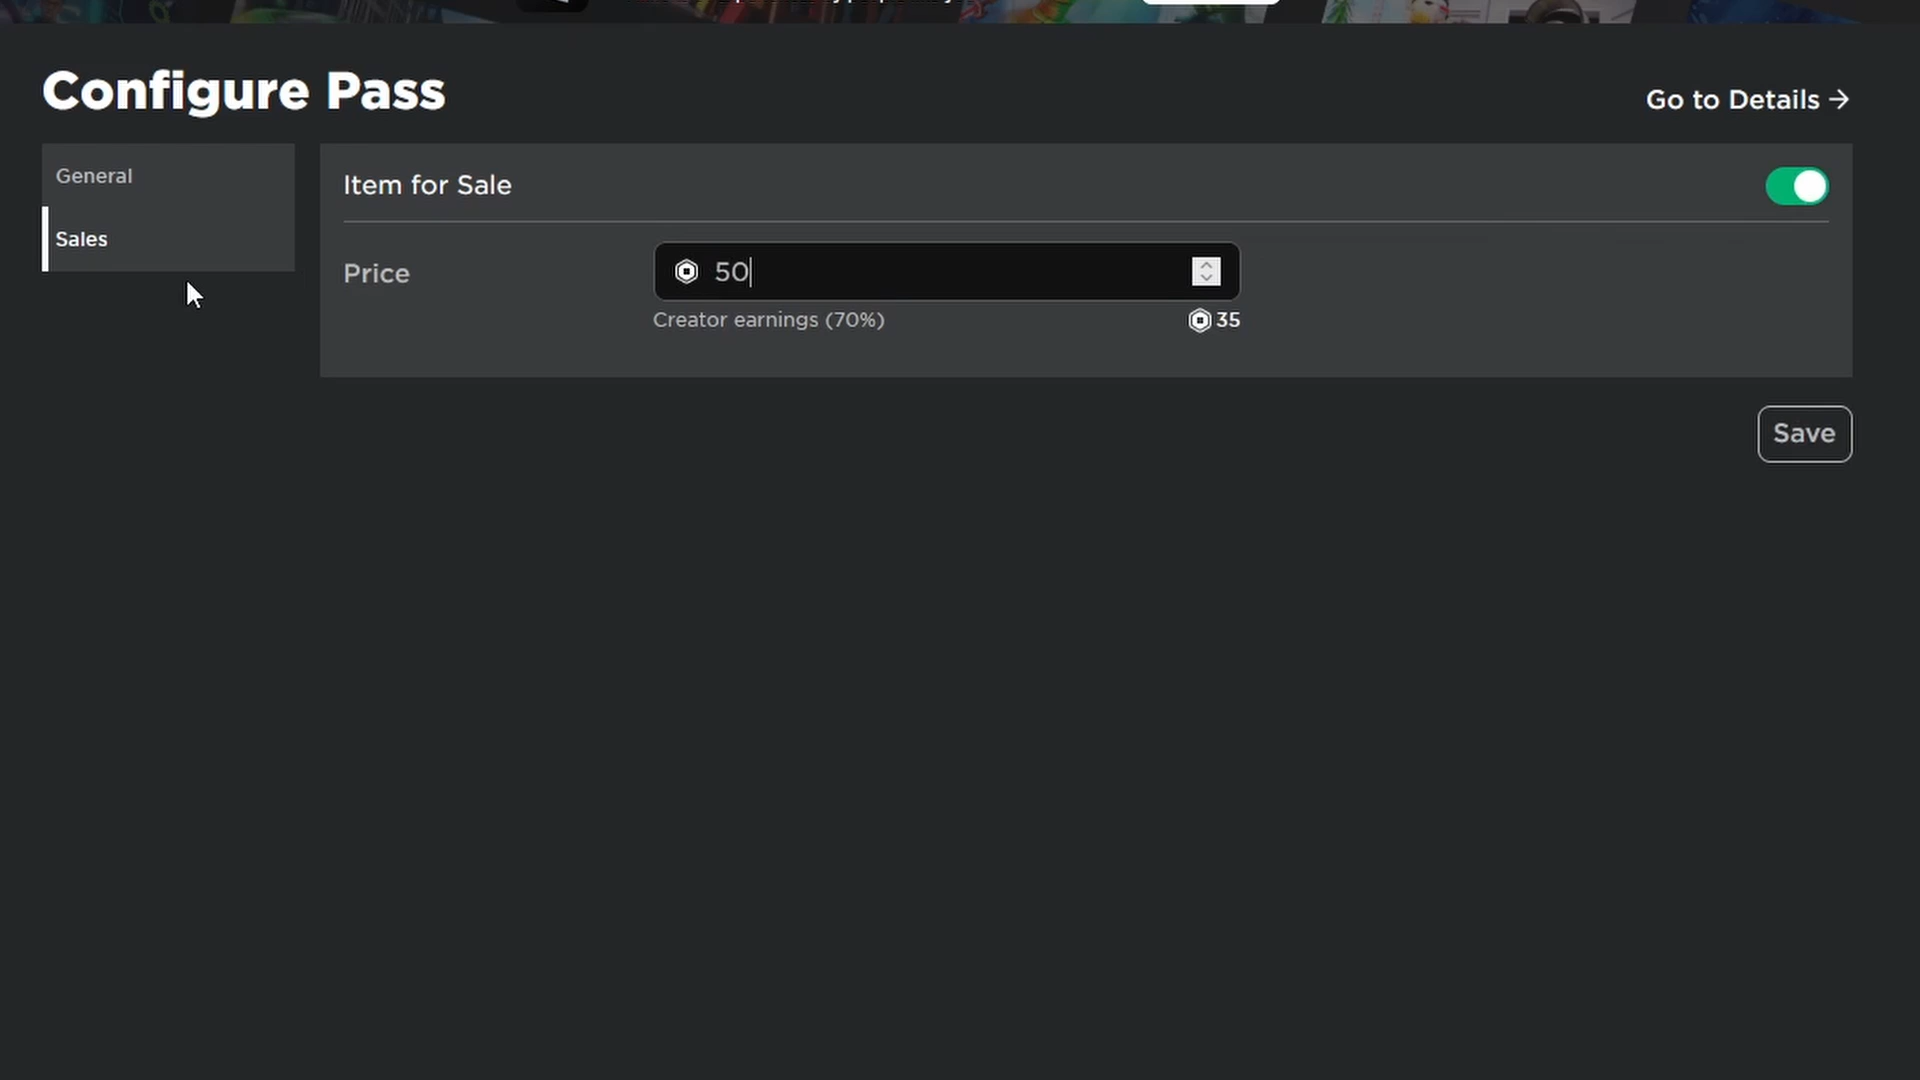 Configure Pass
Go to Details →
General
Sales
Item for Sale
Price
50
Creator earnings (70%)
35
Save